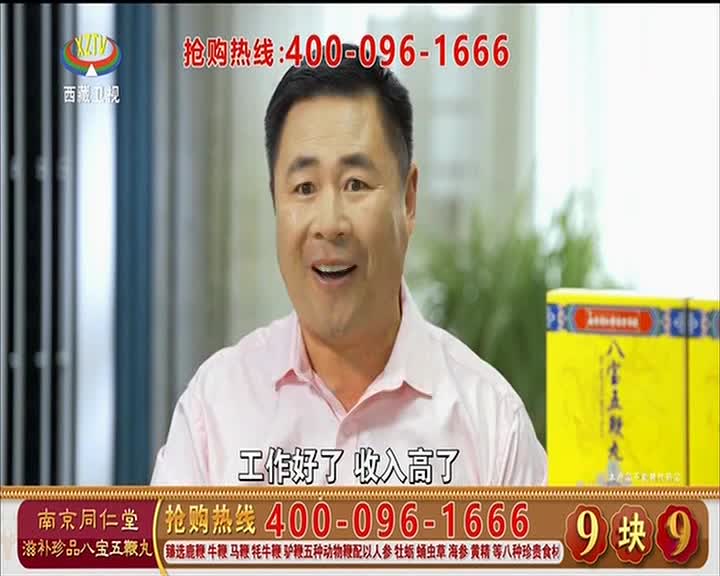 抢购热线:400-096-1666
XZTV
西藏卫视
八宝五鞭丸
工作好了 收入高了
南京同仁堂
滋补珍品八宝五鞭丸
抢购热线 400-096-1666
臻选鹿鞭 牛鞭 马鞭 牦牛鞭 驴鞭五种动物鞭配以人参 牡蛎 蛹虫草 海参 黄精 等八种珍贵食材
9块9